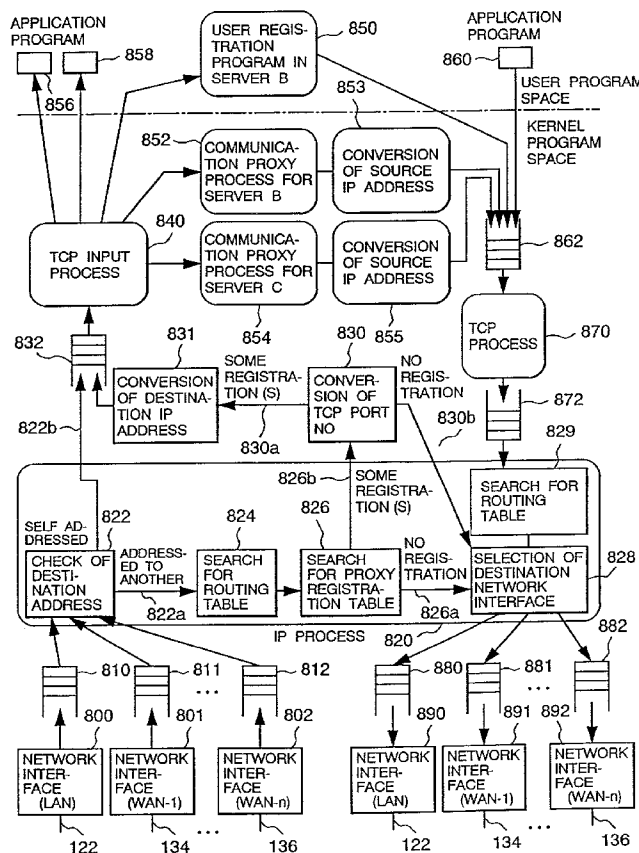 APPLICATION
PROGRAM
858
856
USER REGIS-
TRATION
PROGRAM IN
SERVER B
850
APPLICATION
PROGRAM
860
USER PROGRAM
SPACE
KERNEL
PROGRAM
SPACE
852
COMMUNICA-
TION PROXY
PROCESS FOR
SERVER B
853
CONVERSION
OF SOURCE
IP ADDRESS
840
TCP INPUT
PROCESS
COMMUNICA-
TION PROXY
PROCESS FOR
SERVER C
854
CONVERSION
OF SOURCE
IP ADDRESS
855
862
TCP
PROCESS
870
832
831
CONVERSION
OF DESTINA-
TION IP
ADDRESS
SOME
REGISTRATION (S)
830a
830
CONVER-
SION OF
TCP PORT
NO
NO
REGISTRATION
830b
872
822b
826b
SOME
REGISTRA-
TION (S)
829
SEARCH FOR
ROUTING
TABLE
SELF AD-
DRESSED
822
CHECK OF
DESTI-
NATION
ADDRESS
ADDRES-
SED TO
ANOTHER
822a
824
SEARCH
FOR
ROUTING
TABLE
826
SEARCH
FOR PROXY
REGISTRA-
TION TABLE
NO
REGIST-
RATION
826a
SELECTION OF
DESTINATION
NETWORK
INTERFACE
828
IP PROCESS
820
810
811
...
812
880
881
...
882
800
NETWORK
INTER-
FACE
(LAN)
122
801
NETWORK
INTER-
FACE
(WAN-1)
134
...
802
NETWORK
INTER-
FACE
(WAN-n)
136
890
NETWORK
INTER-
FACE
(LAN)
122
891
NETWORK
INTER-
FACE
(WAN-1)
134
...
892
NETWORK
INTER-
FACE
(WAN-n)
136